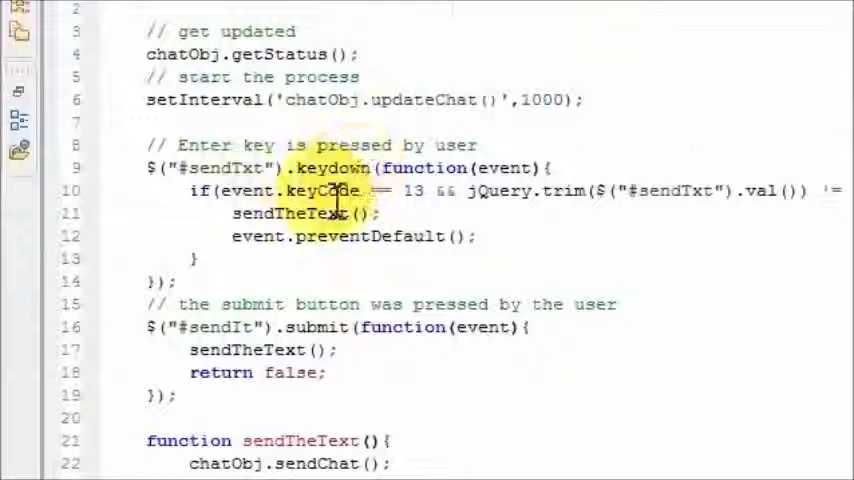 2
3 // get updated
4 chatObj.getStatus();
5 // start the process
6 setInterval('chatObj.updateChat()',1000);
7
8 // Enter key is pressed by user
9 $("#sendTxt").keydown(function(event){
10 if(event.keyCode == 13 && jQuery.trim($("#sendTxt").val()) !=
11 sendTheText();
12 event.preventDefault();
13 }
14 });
15 // the submit button was pressed by the user
16 $("#sendIt").submit(function(event){
17 sendTheText();
18 return false;
19 });
20
21 function sendTheText(){
22 chatObj.sendChat();